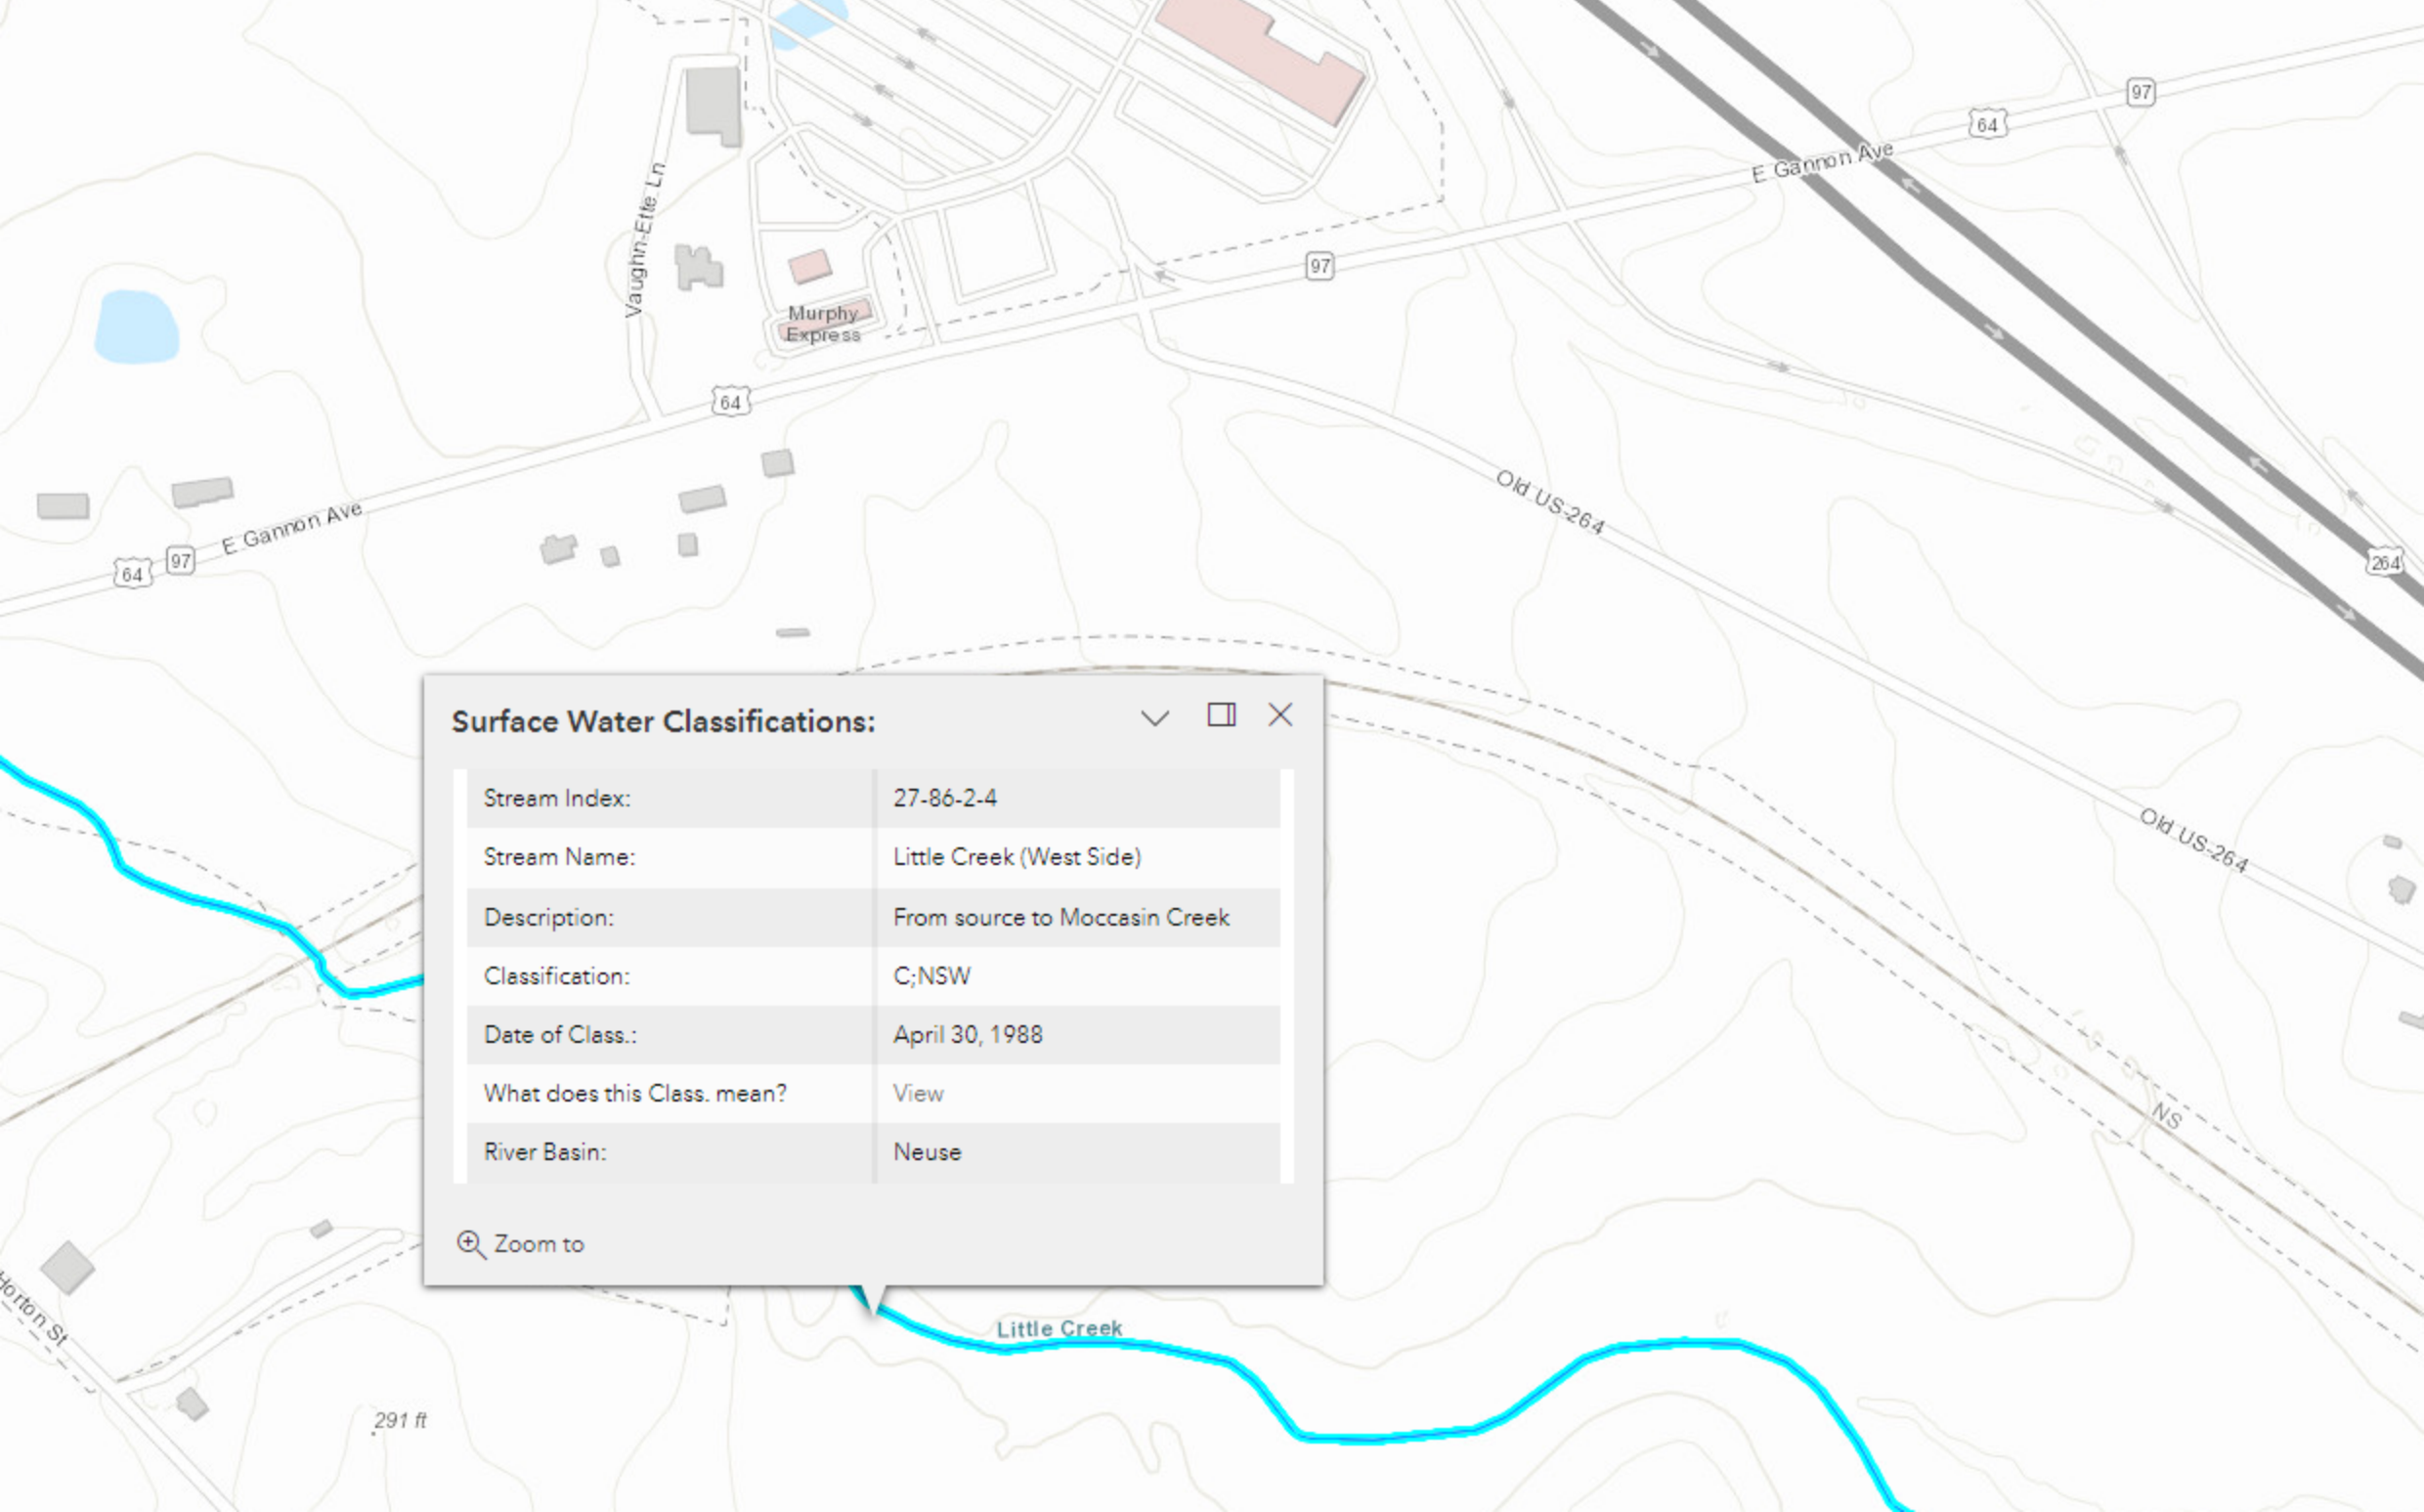 97
64
E Gannon Ave
Vaughn-Ette Ln
97
Murphy
Express
64
Old US-264
E Gannon Ave
97
64
264
Surface Water Classifications:
Stream Index: 27-86-2-4
Stream Name: Little Creek (West Side)
Description: From source to Moccasin Creek
Classification: C;NSW
Date of Class.: April 30, 1988
What does this Class. mean? View
River Basin: Neuse
Zoom to
Old US-264
NS
Horton St
Little Creek
291 ft